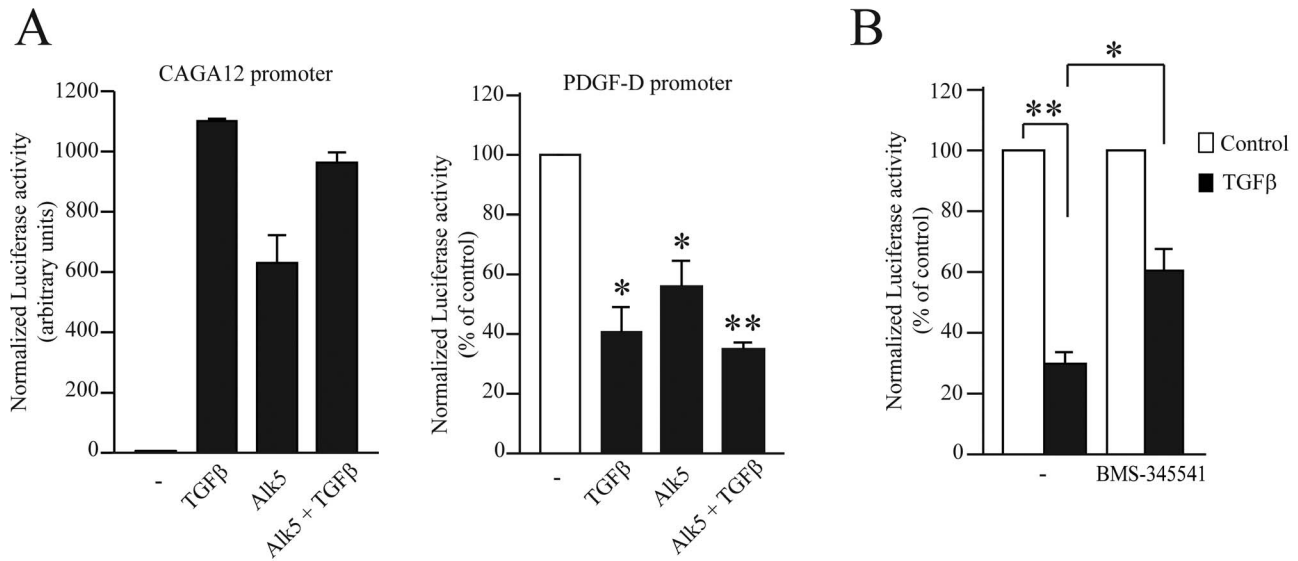 A
CAGA12 promoter
Normalized Luciferase activity
(arbitrary units)
1200
1000
800
600
400
200
0
-
TGFβ
Alk5
Alk5 + TGFβ
PDGF-D promoter
Normalized Luciferase activity
(% of control)
120
100
80
60
40
20
0
*
*
**
-
TGFβ
Alk5
Alk5 + TGFβ
B
Normalized Luciferase activity
(% of control)
120
100
80
60
40
20
0
**
*
-
BMS-345541
Control
TGFβ